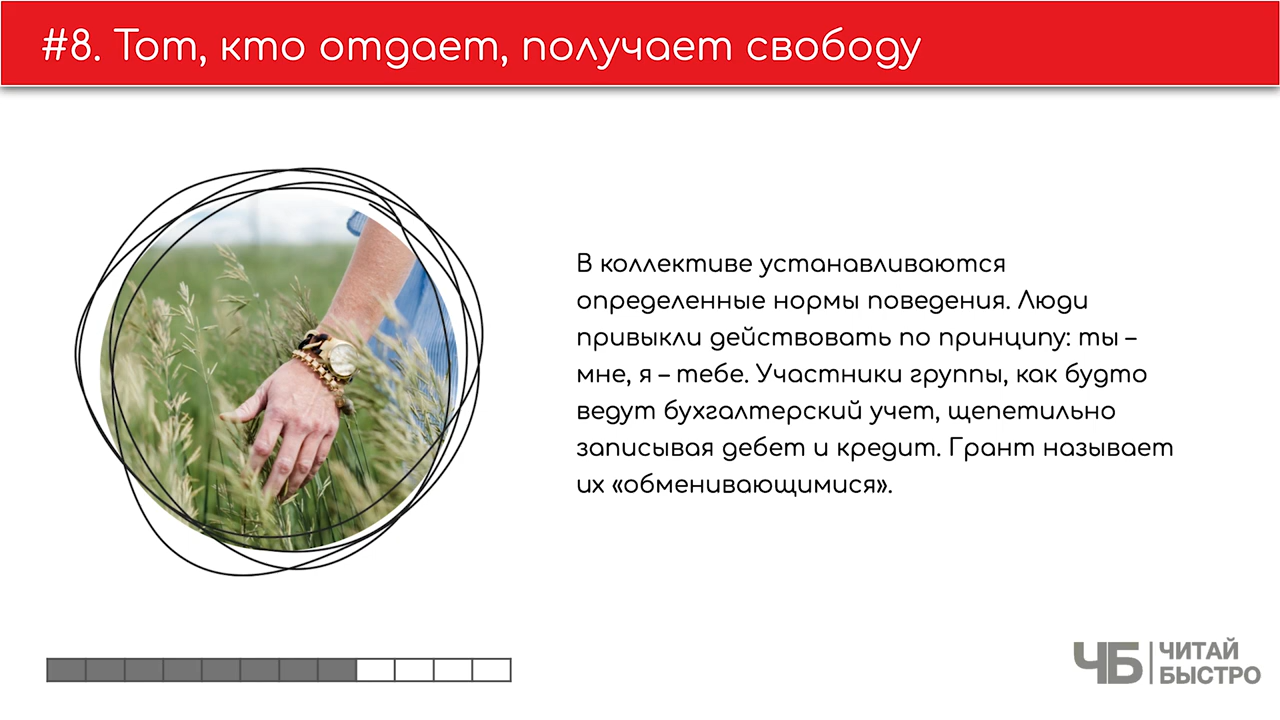 #8. Тот, кто отдает, получает свободу
В коллективе устанавливаются
определенные нормы поведения. Люди
привыкли действовать по принципу: ты –
мне, я – тебе. Участники группы, как будто
ведут бухгалтерский учет, щепетильно
записывая дебет и кредит. Грант называет
их «обменивающимися».
ЧБ ЧИТАЙ
БЫСТРО